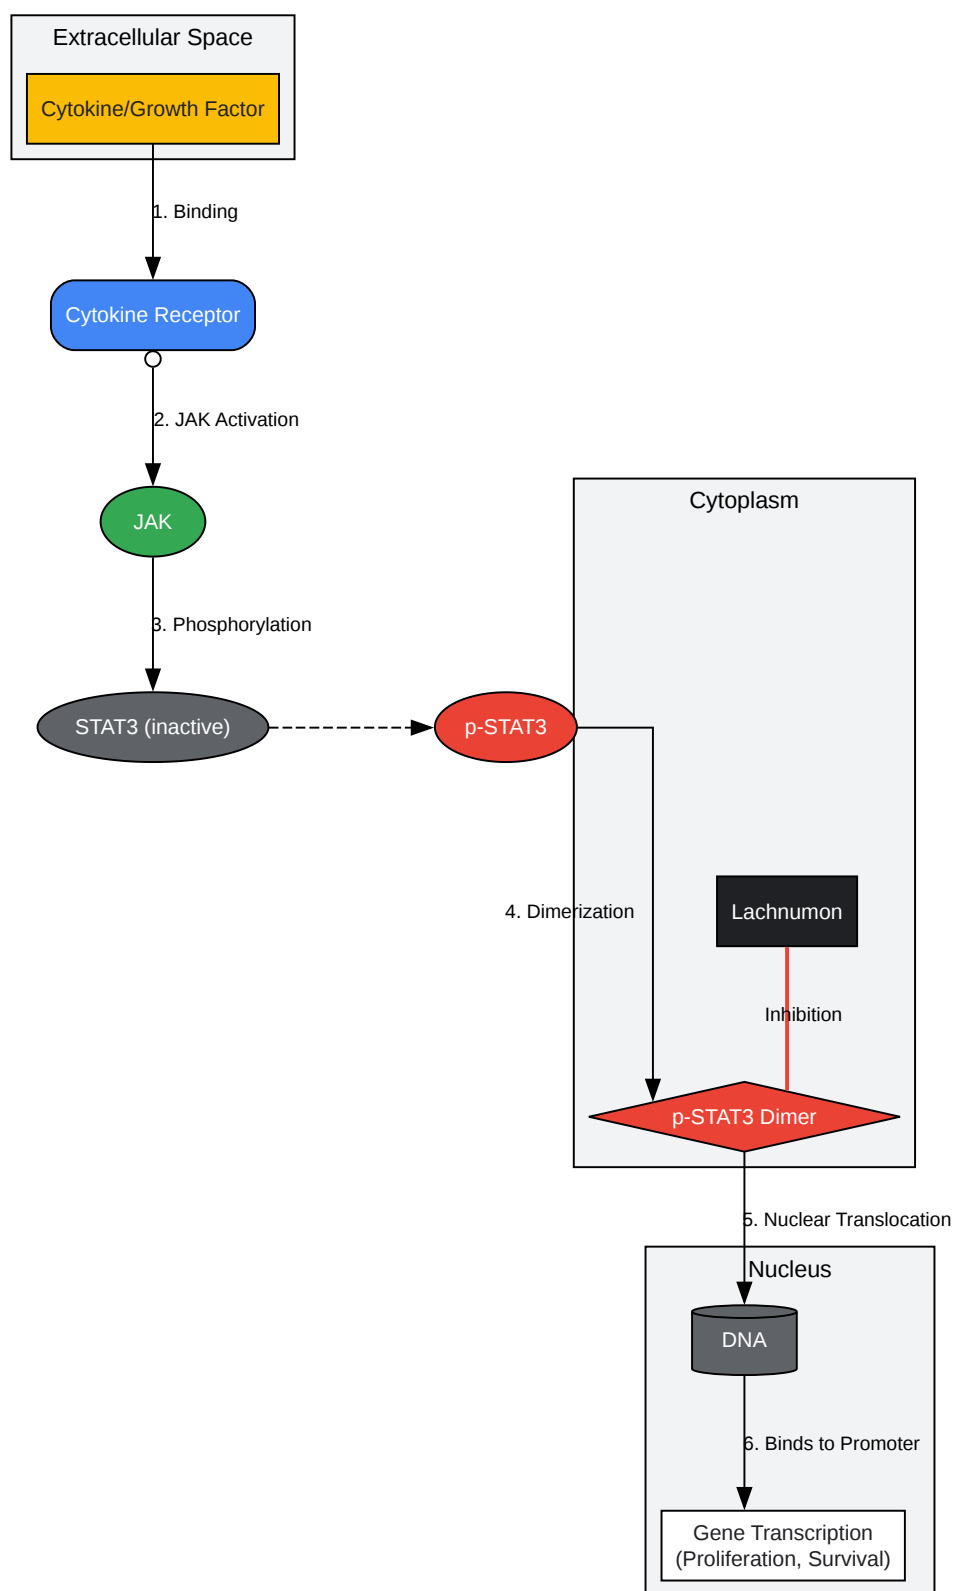 Extracellular Space
Cytokine/Growth Factor
1. Binding
Cytokine Receptor
2. JAK Activation
Cytoplasm
JAK
3. Phosphorylation
STAT3 (inactive)
p-STAT3
4. Dimerization
Lachnumon
Inhibition
p-STAT3 Dimer
5. Nuclear Translocation
Nucleus
DNA
6. Binds to Promoter
Gene Transcription
(Proliferation, Survival)